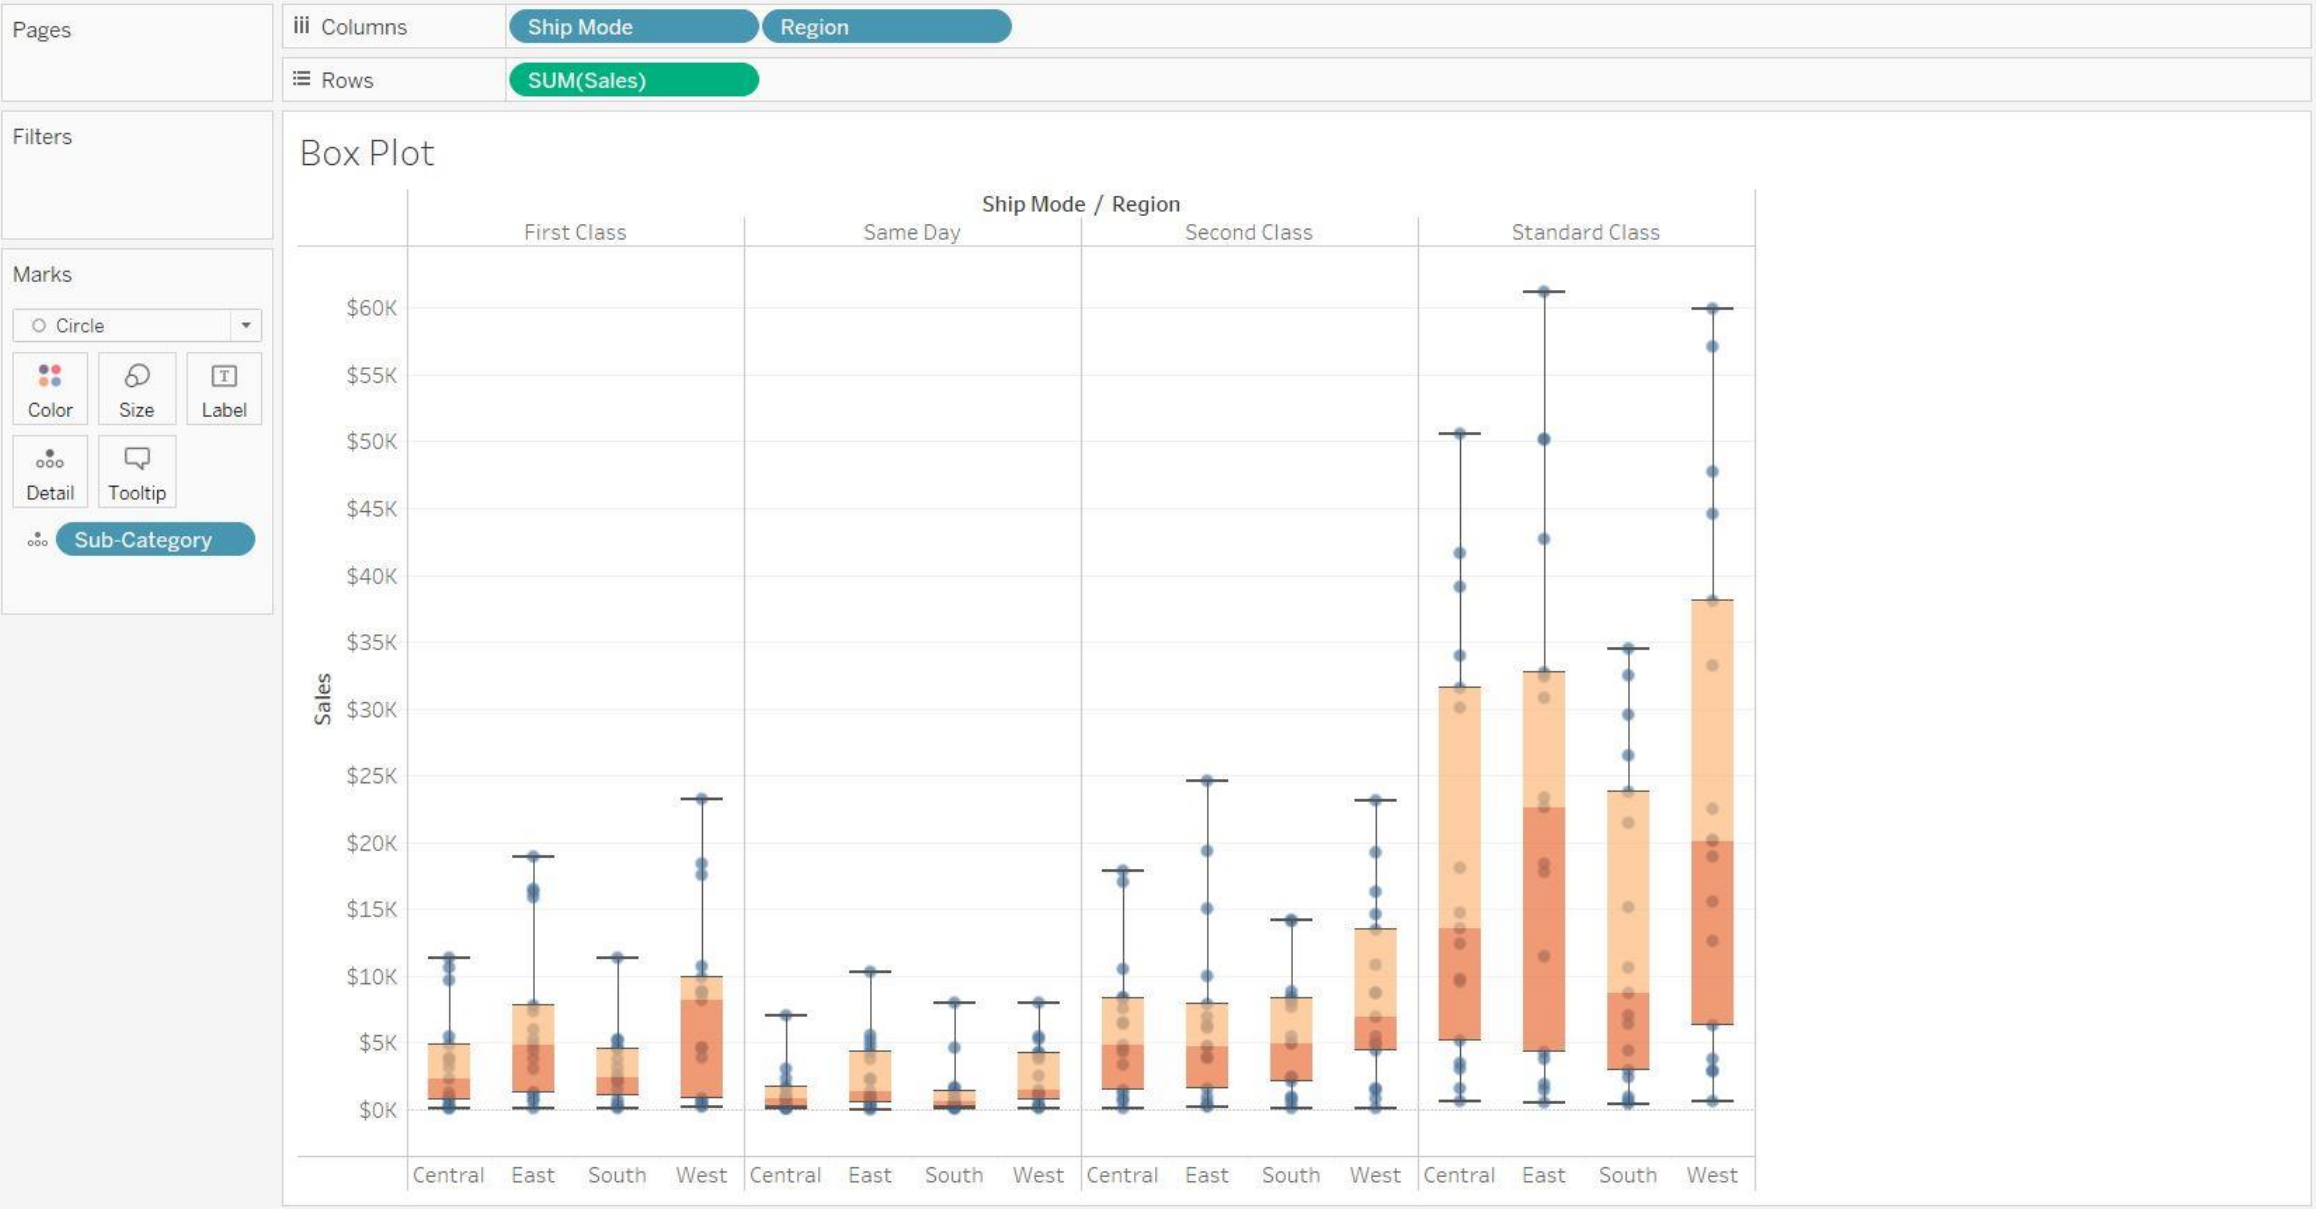 Pages
Columns Ship Mode Region
Rows SUM(Sales)
Filters
Marks
Circle
Color Size Label
Detail Tooltip
Sub-Category
Box Plot
Ship Mode / Region
First Class Same Day Second Class Standard Class
Sales
$60K
$55K
$50K
$45K
$40K
$35K
$30K
$25K
$20K
$15K
$10K
$5K
$0K
Central East South West Central East South West Central East South West Central East South West